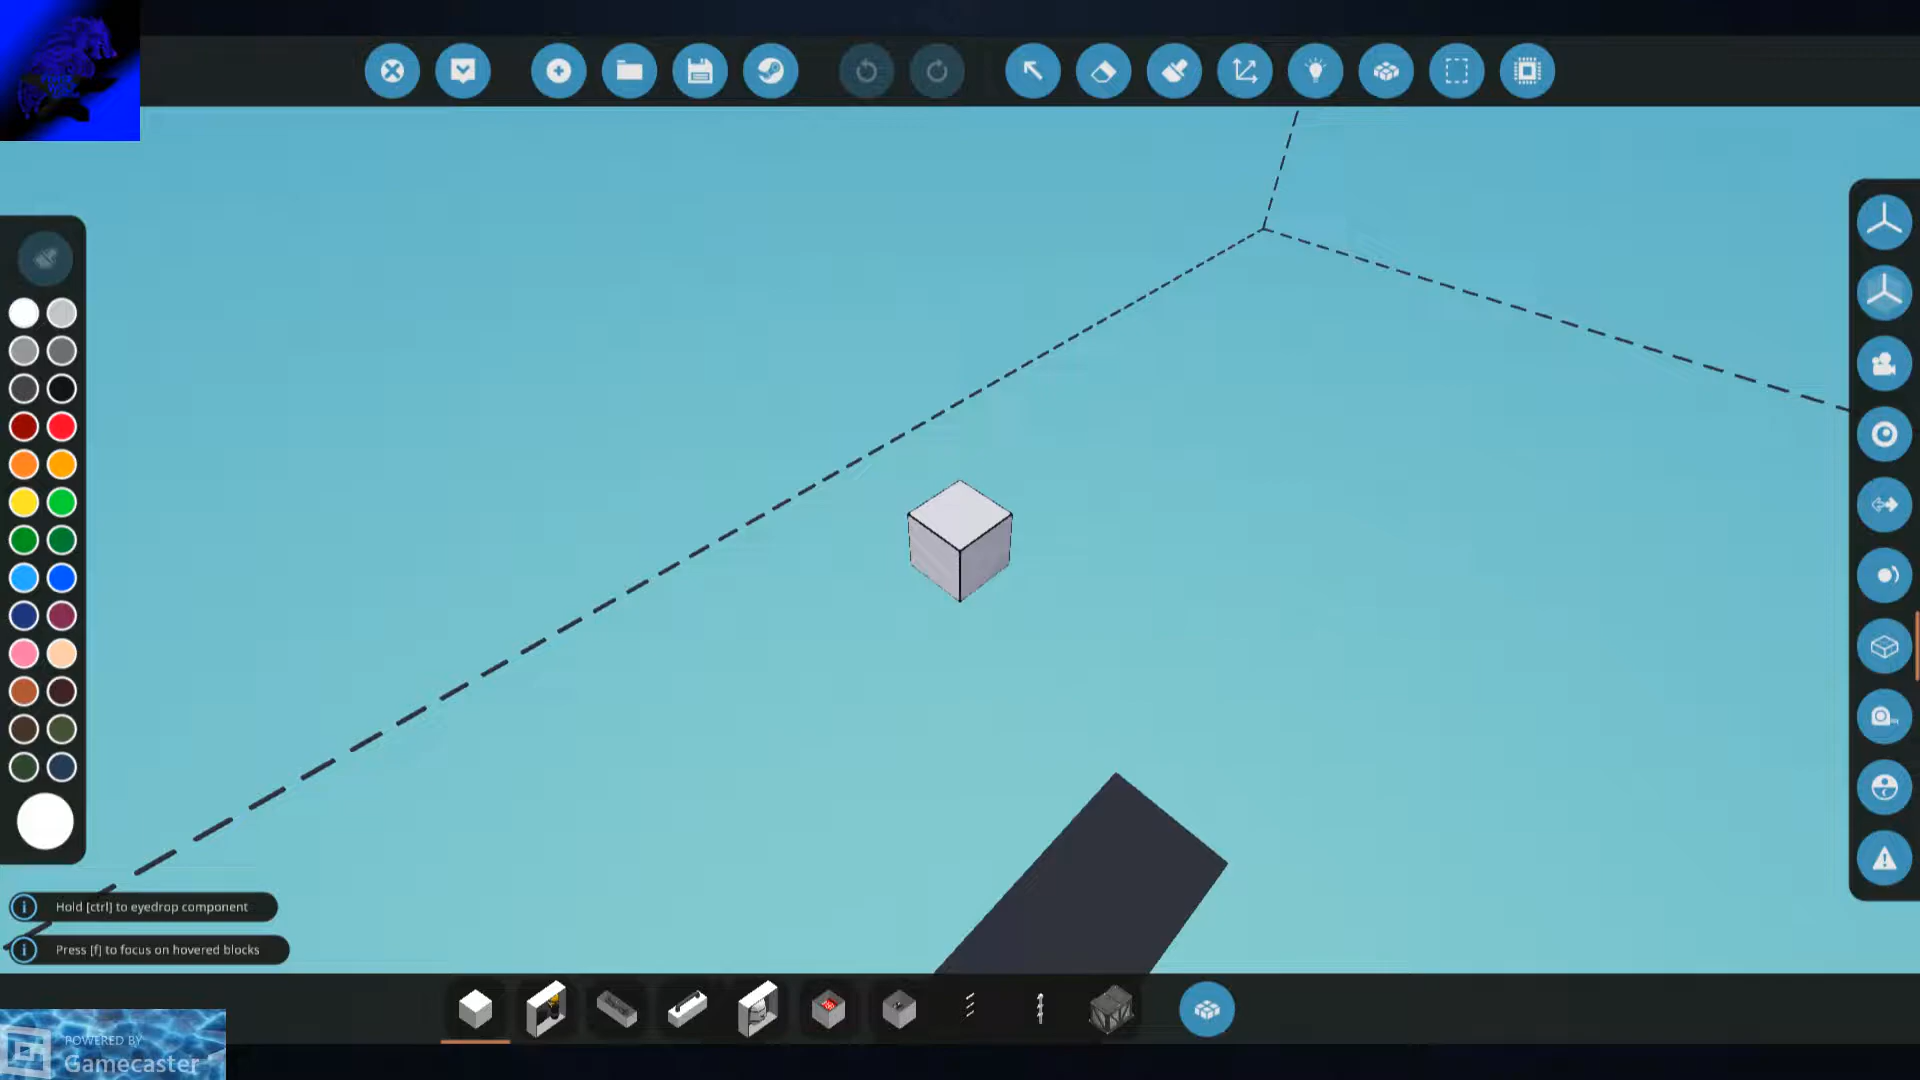 Hold [ctrl] to eyedrop component
Press [f] to focus on hovered blocks
POWERED BY
Gamecaster